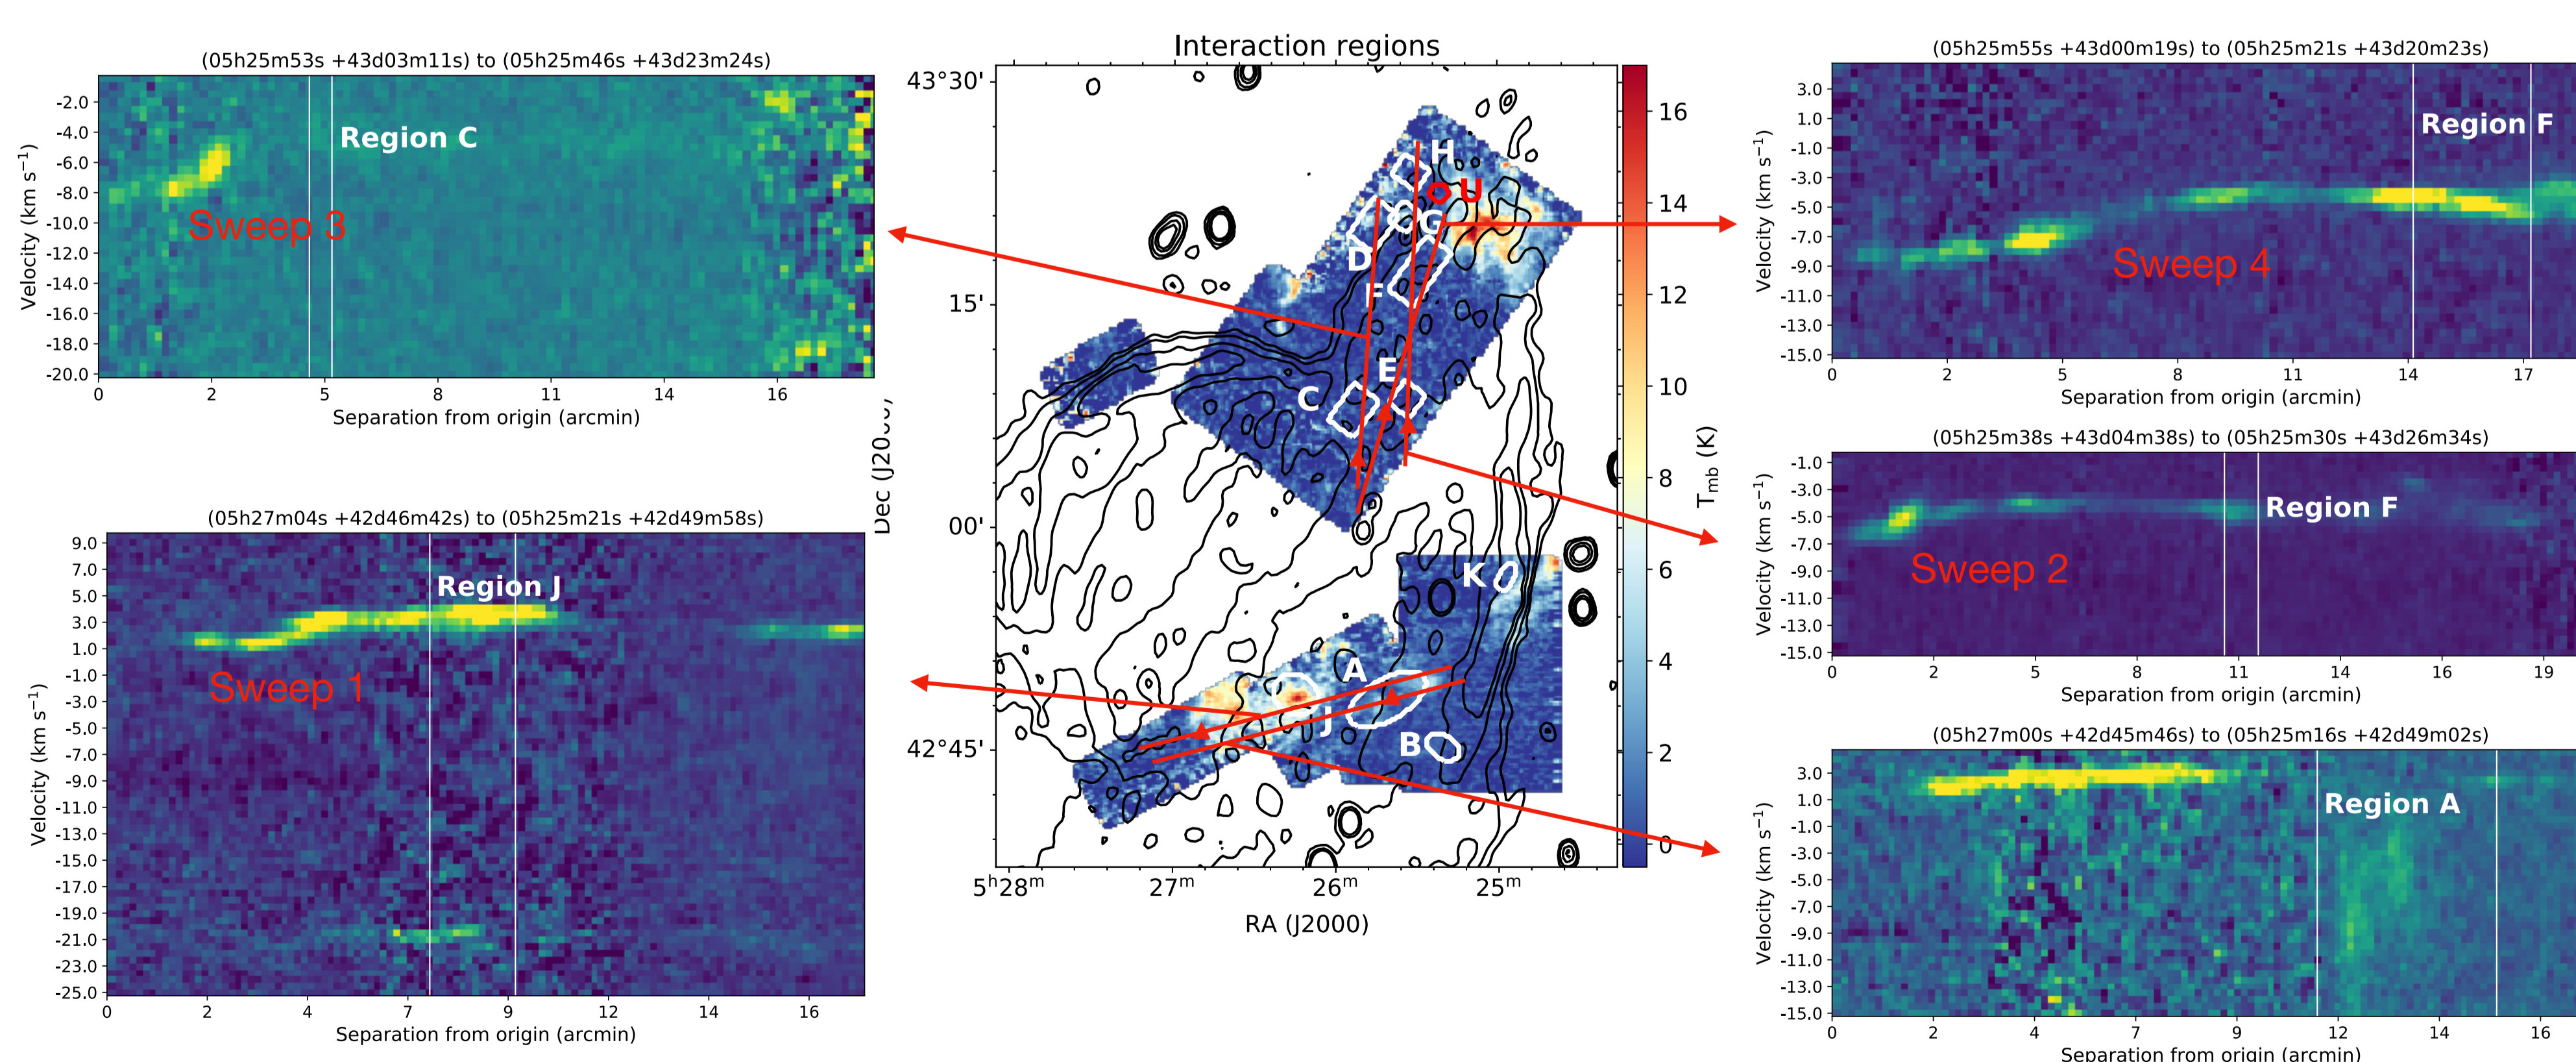 (05h25m53s +43d03m11s) to (05h25m46s +43d23m24s)
-2.0
-4.0
-6.0
-8.0
-10.0
-12.0
-14.0
-16.0
-18.0
-20.0
Velocity (km s⁻¹)
Region C
Sweep 3
0 2 5 8 11 14 16
Separation from origin (arcmin)
(05h27m04s +42d46m42s) to (05h25m21s +42d49m58s)
9.0
7.0
5.0
3.0
1.0
-1.0
-3.0
-5.0
-7.0
-9.0
-11.0
-13.0
-15.0
-17.0
-19.0
-21.0
-23.0
-25.0
Velocity (km s⁻¹)
Region J
Sweep 1
0 2 4 7 9 12 14 16
Separation from origin (arcmin)
Interaction regions
43°30'
15'
00'
42°45'
Dec (J2000)
H
U
G
D
F
E
C
K
A
J
B
5ʰ28ᵐ 27ᵐ 26ᵐ 25ᵐ
RA (J2000)
16
14
12
10
8
6
4
2
0
Tmb (K)
(05h25m55s +43d00m19s) to (05h25m21s +43d20m23s)
3.0
1.0
-1.0
-3.0
-5.0
-7.0
-9.0
-11.0
-13.0
-15.0
Velocity (km s⁻¹)
Region F
Sweep 4
0 2 5 8 11 14 17
Separation from origin (arcmin)
(05h25m38s +43d04m38s) to (05h25m30s +43d26m34s)
-1.0
-3.0
-5.0
-7.0
-9.0
-11.0
-13.0
-15.0
Velocity (km s⁻¹)
Region F
Sweep 2
0 2 5 8 11 14 16 19
Separation from origin (arcmin)
(05h27m00s +42d45m46s) to (05h25m16s +42d49m02s)
3.0
1.0
-1.0
-3.0
-5.0
-7.0
-9.0
-11.0
-13.0
-15.0
Velocity (km s⁻¹)
Region A
0 2 4 7 9 12 14 16
Separation from origin (arcmin)